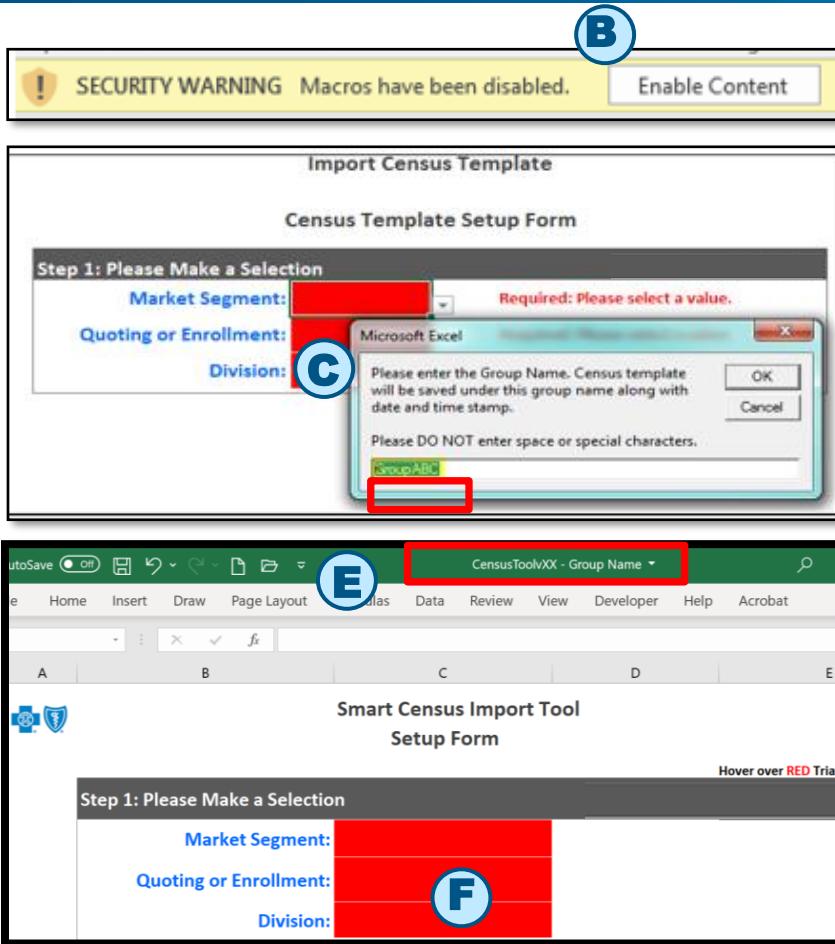 B
SECURITY WARNING Macros have been disabled. Enable Content
Import Census Template
Census Template Setup Form
Step 1: Please Make a Selection
Market Segment:
Required: Please select a value.
Quoting or Enrollment:
Division:
C
Microsoft Excel
Please enter the Group Name. Census template
will be saved under this group name along with
date and time stamp.
Please DO NOT enter space or special characters.
OK
Cancel
GroupABC
utoSave Off
E
CensusToolvXX - Group Name
e Home Insert Draw Page Layout ulas Data Review View Developer Help Acrobat
fx
A B C D E
Smart Census Import Tool
Setup Form
Hover over RED Tria
Step 1: Please Make a Selection
Market Segment:
Quoting or Enrollment:
Division:
F